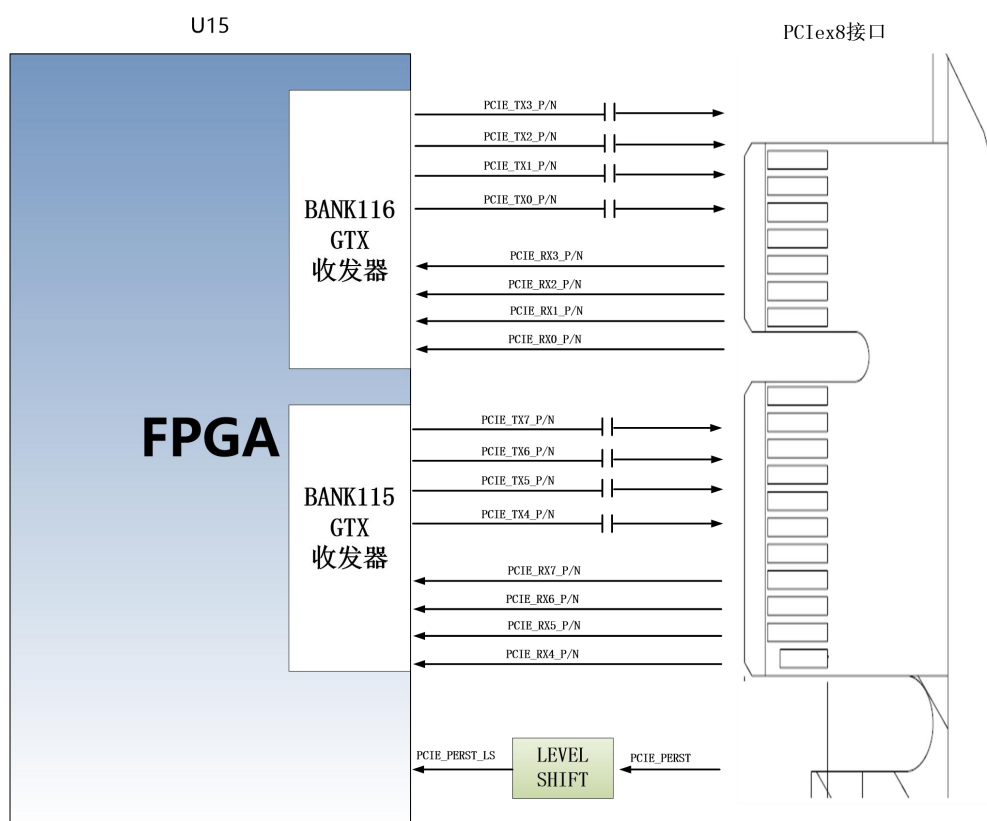 U15
PCIex8接口
PCIE_TX3_P/N
PCIE_TX2_P/N
PCIE_TX1_P/N
PCIE_TX0_P/N
BANK116
GTX
收发器
PCIE_RX3_P/N
PCIE_RX2_P/N
PCIE_RX1_P/N
PCIE_RX0_P/N
FPGA
PCIE_TX7_P/N
PCIE_TX6_P/N
PCIE_TX5_P/N
PCIE_TX4_P/N
BANK115
GTX
收发器
PCIE_RX7_P/N
PCIE_RX6_P/N
PCIE_RX5_P/N
PCIE_RX4_P/N
PCIE_PERST_LS
LEVEL
SHIFT
PCIE_PERST